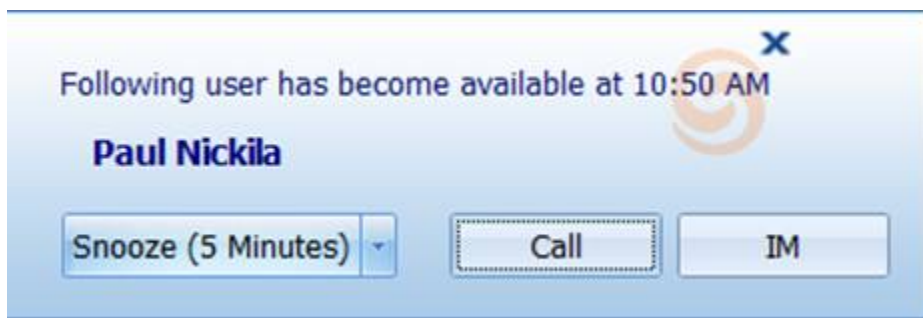 Following user has become available at 10:50 AM
Paul Nickila
Snooze (5 Minutes)
Call
IM